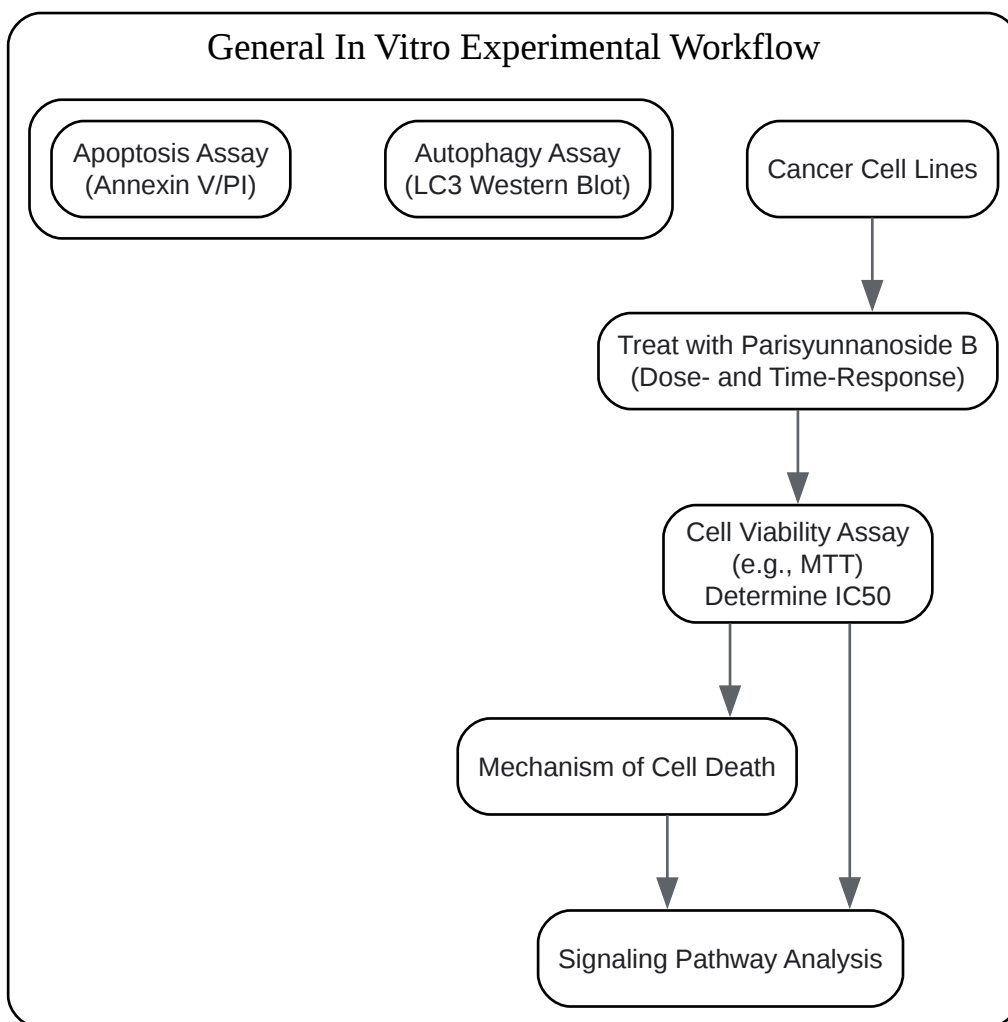 General In Vitro Experimental Workflow
Apoptosis Assay
(Annexin V/PI)
Autophagy Assay
(LC3 Western Blot)
Cancer Cell Lines
Treat with Parisyunnanoside B
(Dose- and Time-Response)
Cell Viability Assay
(e.g., MTT)
Determine IC50
Mechanism of Cell Death
Signaling Pathway Analysis